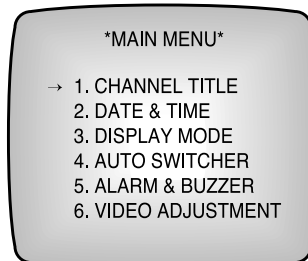 *MAIN MENU*
→ 1. CHANNEL TITLE
2. DATE & TIME
3. DISPLAY MODE
4. AUTO SWITCHER
5. ALARM & BUZZER
6. VIDEO ADJUSTMENT